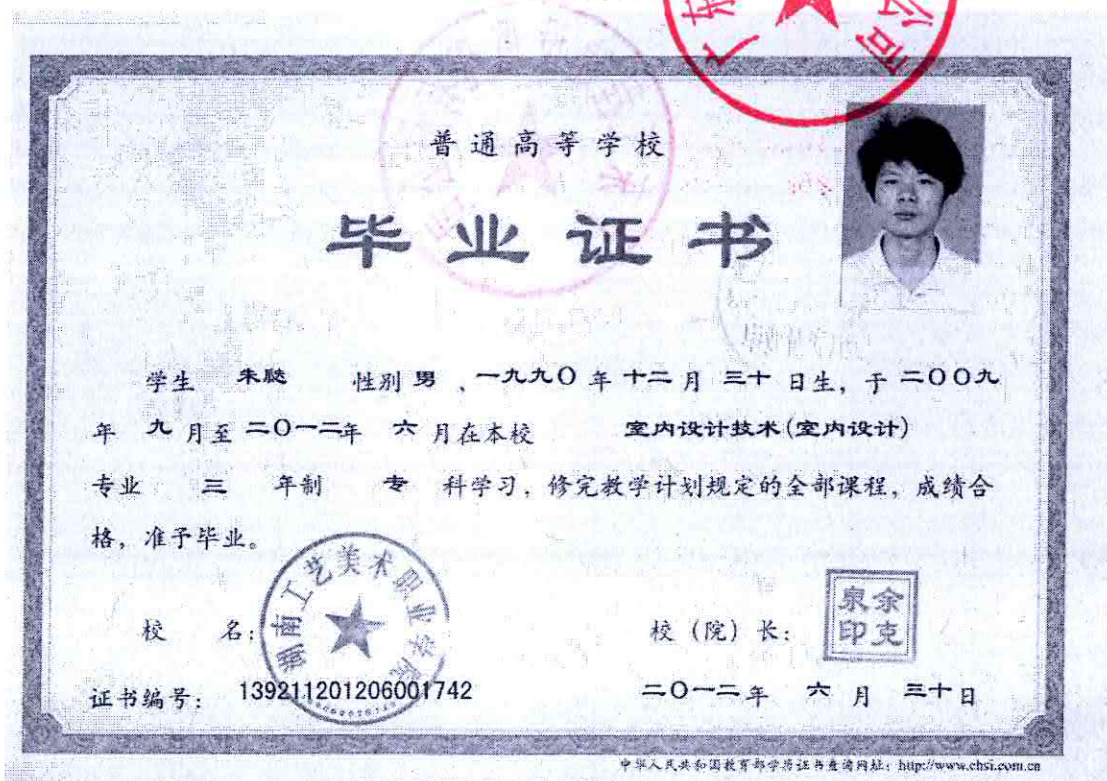 广东
公司
普通高等学校
毕业证书
学生 朱 性别 男 ,一九九〇 年 十二 月 三十 日生, 于 二〇〇九
年 九 月至 二〇一二年 六 月在本校 室内设计技术(室内设计)
专业 三 年制 专 科学习, 修完教学计划规定的全部课程, 成绩合
格, 准予毕业。
湖南工艺美术职业学院
校 名:
校 (院) 长:
余克泉印
证书编号: 139211201206001742
二〇一二年 六 月 三十日
中华人民共和国教育部学历证书查询网址: http://www.chsi.com.cn